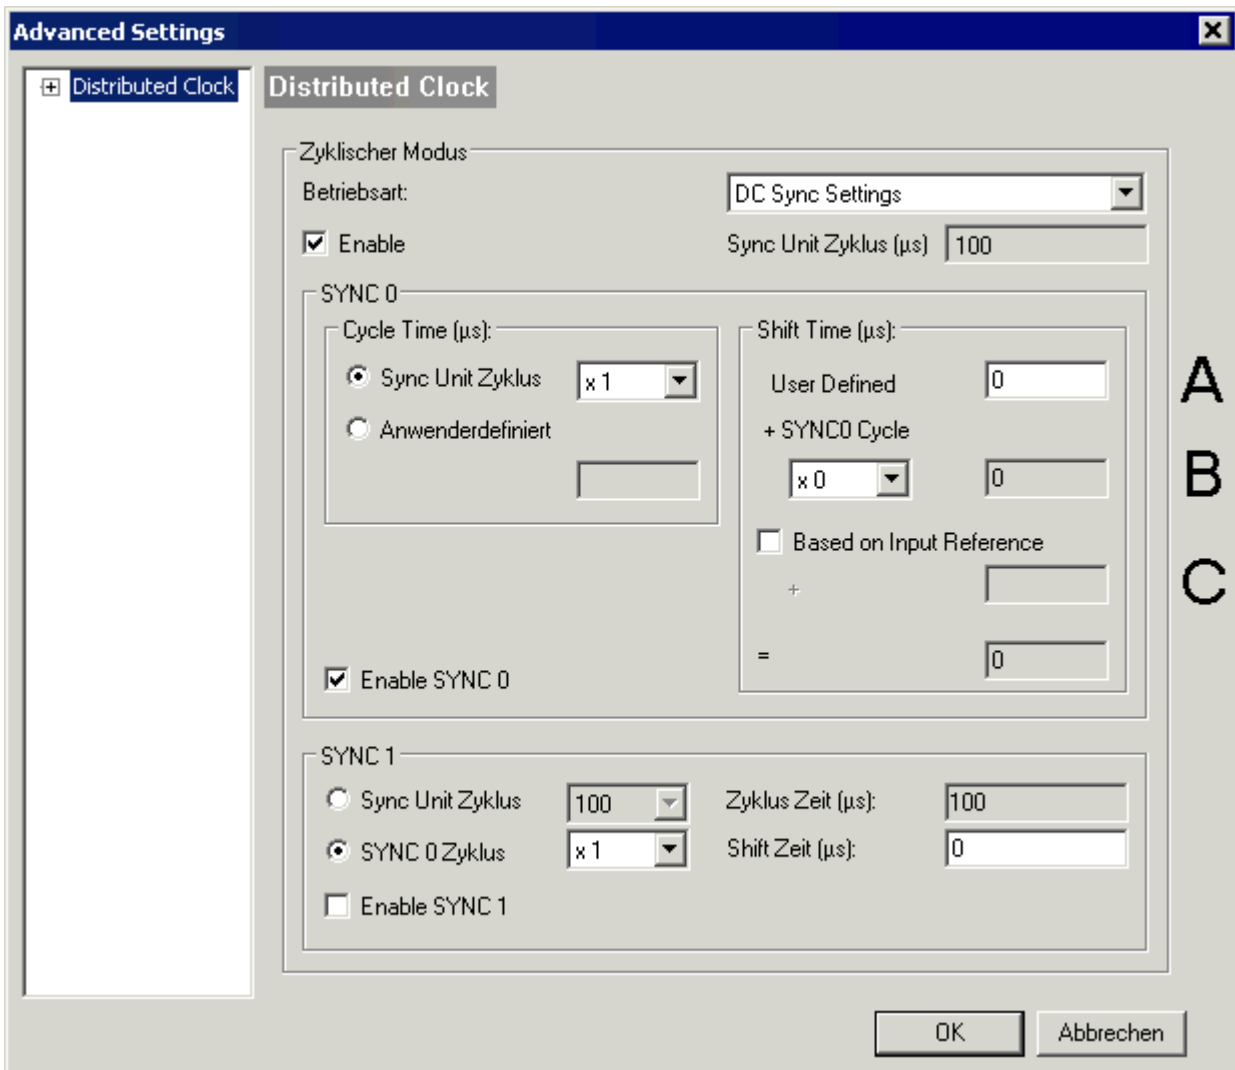 Advanced Settings
Distributed Clock
Distributed Clock
Zyklischer Modus
Betriebsart:
DC Sync Settings
Enable
Sync Unit Zyklus (µs)
100
SYNC 0
Cycle Time (µs):
Sync Unit Zyklus
x 1
Anwenderdefiniert
Shift Time (µs):
User Defined
0
A
+ SYNC0 Cycle
x 0
0
B
Based on Input Reference
+
C
=
0
Enable SYNC 0
SYNC 1
Sync Unit Zyklus
100
Zyklus Zeit (µs):
100
SYNC 0 Zyklus
x 1
Shift Zeit (µs):
0
Enable SYNC 1
OK
Abbrechen